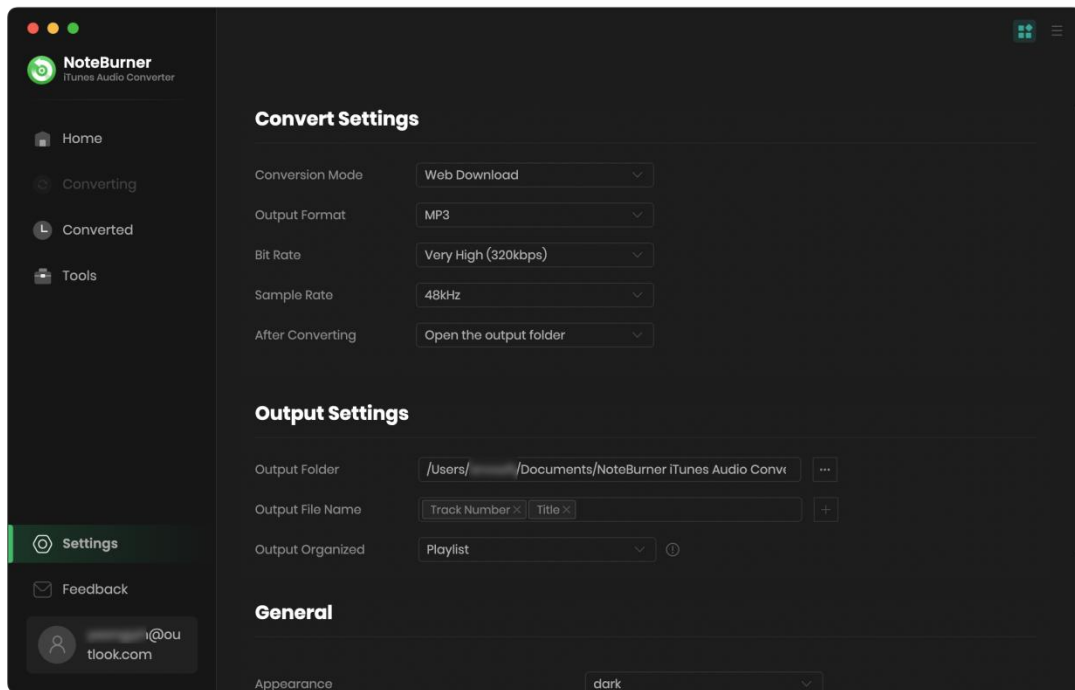 NoteBurner
iTunes Audio Converter
Home
Converting
Converted
Tools
Settings
Feedback
@ou
tlook.com
Convert Settings
Conversion Mode Web Download
Output Format MP3
Bit Rate Very High (320kbps)
Sample Rate 48kHz
After Converting Open the output folder
Output Settings
Output Folder /Users/ /Documents/NoteBurner iTunes Audio Conve
Output File Name Track Number Title
Output Organized Playlist
General
Appearance dark